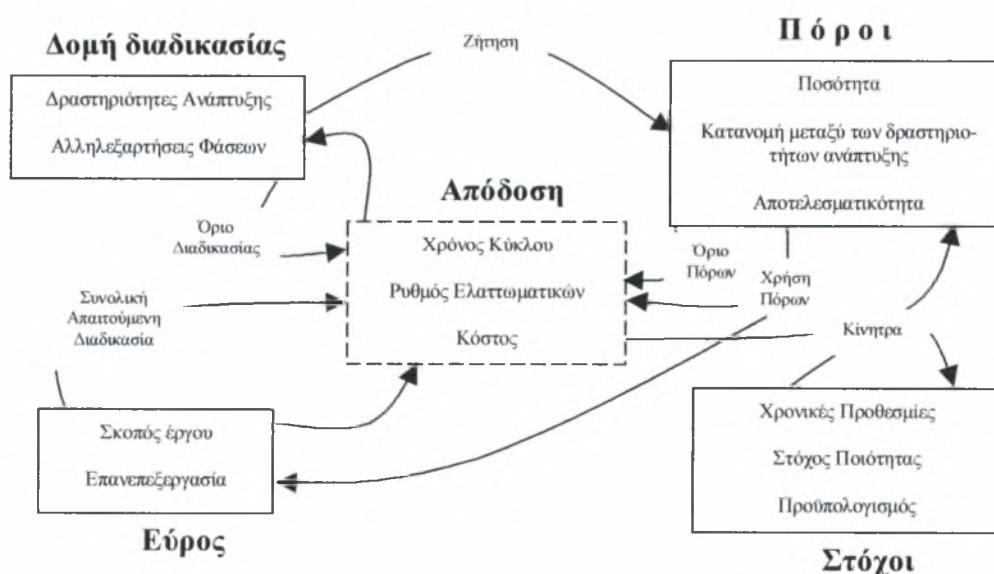 Δομή διαδικασίας
Δραστηριότητες Ανάπτυξης
Αλληλεξαρτήσεις Φάσεων
Ζήτηση
Πόροι
Ποσότητα
Κατανομή μεταξύ των δραστηριο-
τήτων ανάπτυξης
Αποτελεσματικότητα
Απόδοση
Χρόνος Κύκλου
Ρυθμός Ελαττωματικών
Κόστος
Όριο
Διαδικασίας
Όριο
Πόρων
Χρήση
Πόρων
Συνολική
Απαιτούμενη
Διαδικασία
Κίνητρα
Σκοπός έργου
Επανεπεξεργασία
Εύρος
Χρονικές Προθεσμίες
Στόχος Ποιότητας
Προϋπολογισμός
Στόχοι